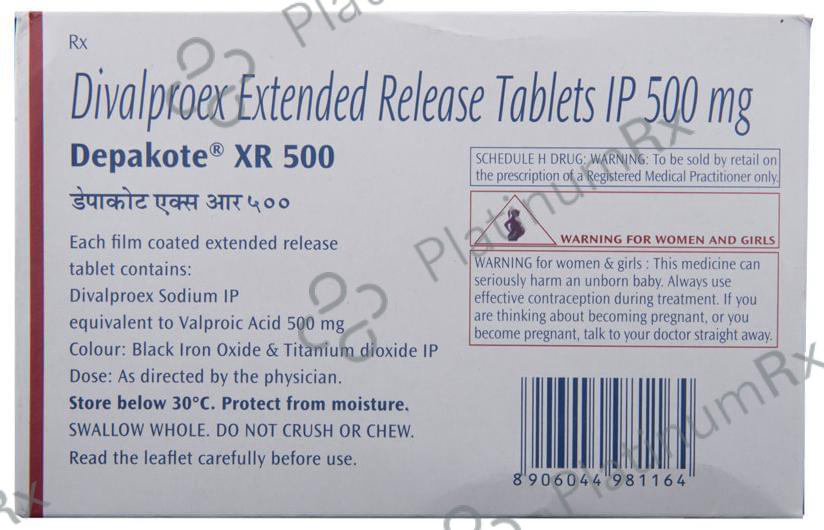 Rx
Divalproex Extended Release Tablets IP 500 mg
Depakote® XR 500
डेपाकोट एक्स आर ५००
Each film coated extended release
tablet contains:
Divalproex Sodium IP
equivalent to Valproic Acid 500 mg
Colour: Black Iron Oxide & Titanium dioxide IP
Dose: As directed by the physician.
Store below 30°C. Protect from moisture.
SWALLOW WHOLE. DO NOT CRUSH OR CHEW.
Read the leaflet carefully before use.
SCHEDULE H DRUG: WARNING: To be sold by retail on
the prescription of a Registered Medical Practitioner only.
WARNING FOR WOMEN AND GIRLS
WARNING for women & girls : This medicine can
seriously harm an unborn baby. Always use
effective contraception during treatment. If you
are thinking about becoming pregnant, or you
become pregnant, talk to your doctor straight away.
8906044 981164
PlatinumRx
PlatinumRx